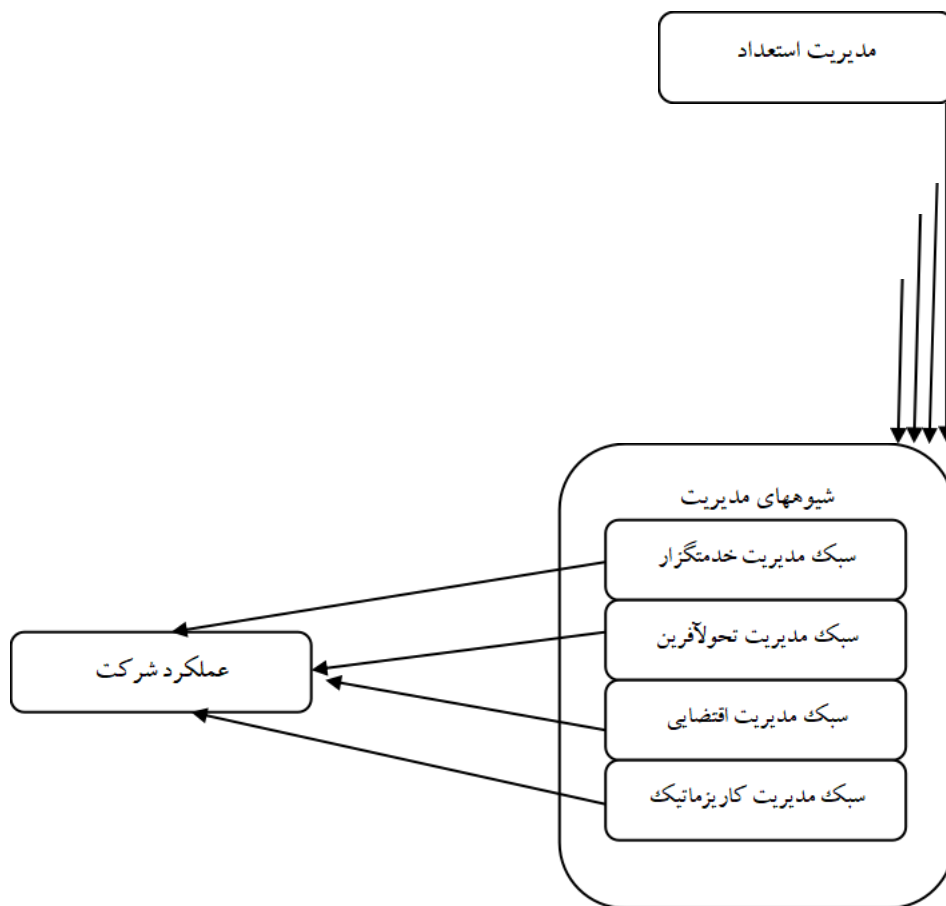 مدیریت استعداد
شیوههای مدیریت
سبک مدیریت خدمتگزار
سبک مدیریت تحولآفرین
سبک مدیریت اقتضایی
سبک مدیریت کاریزماتیک
عملکرد شرکت